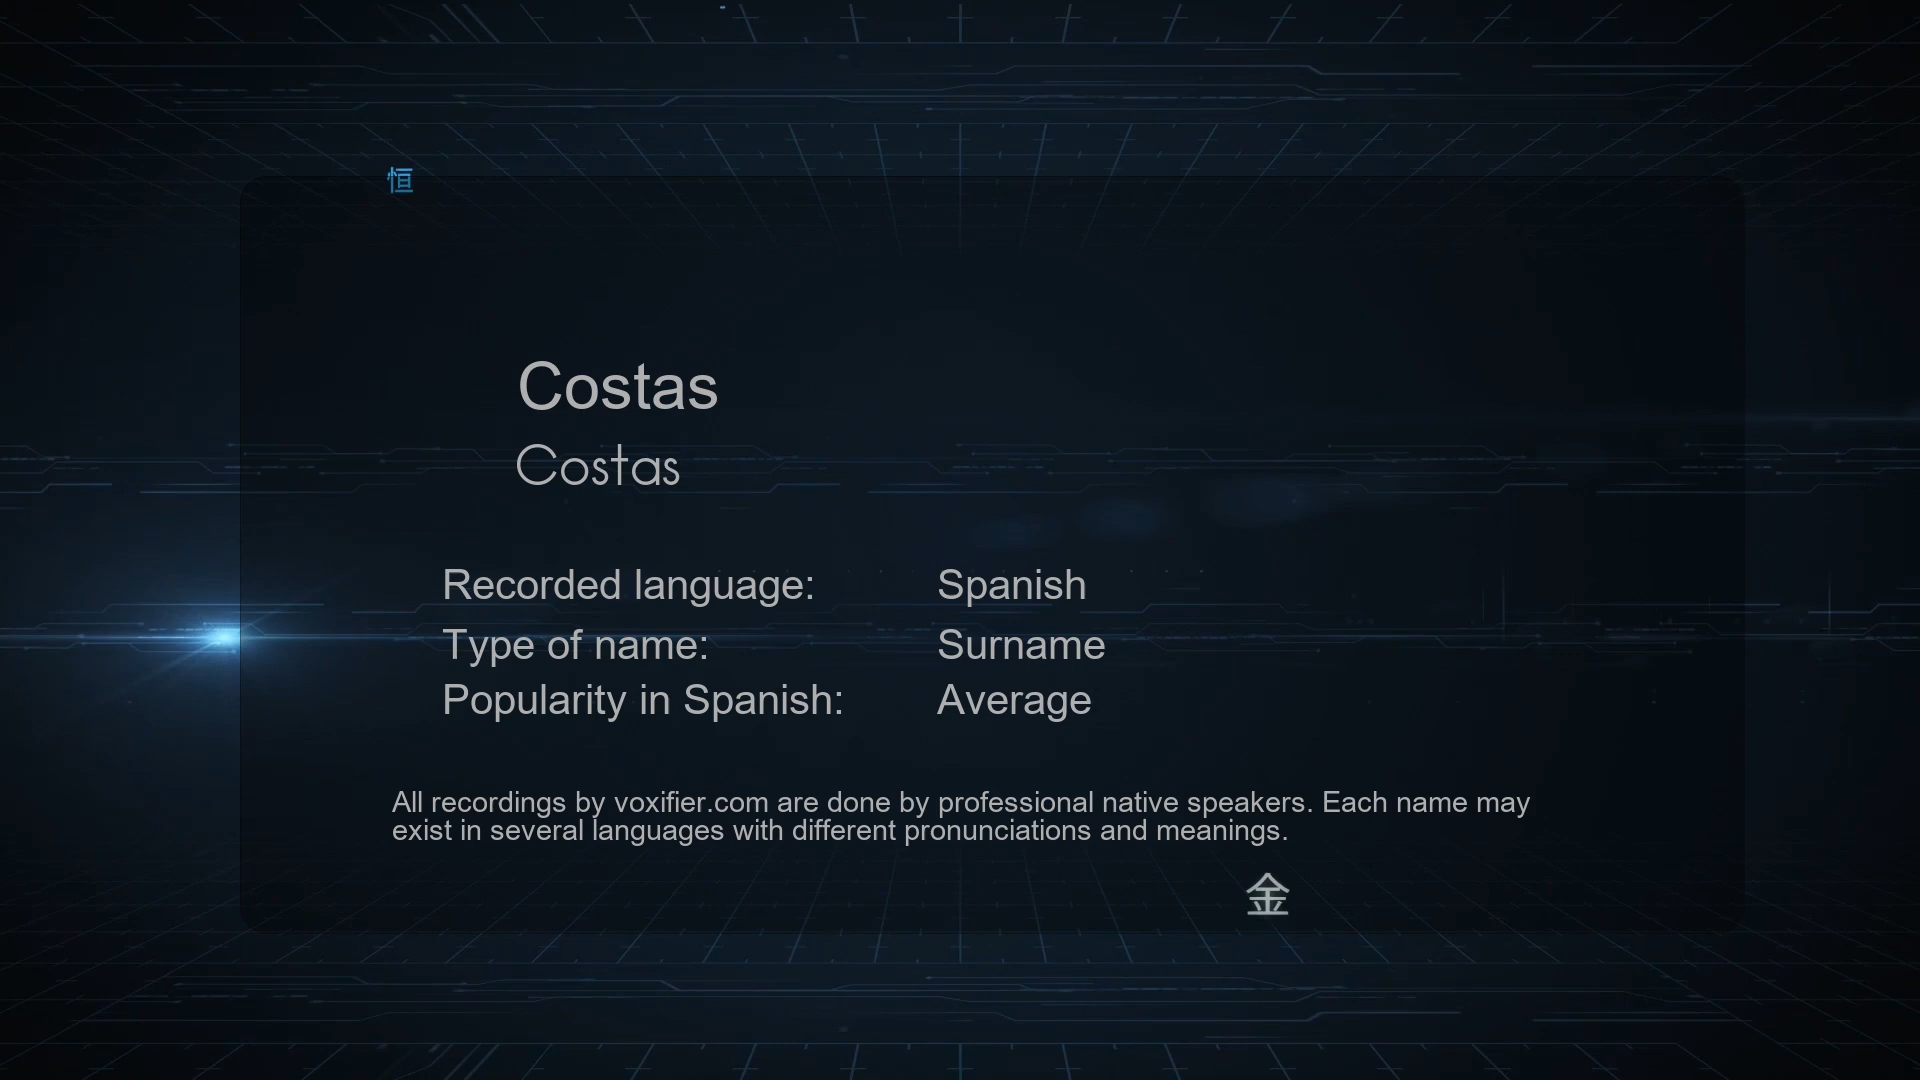 恒
Costas
Costas
Recorded language: Spanish
Type of name: Surname
Popularity in Spanish: Average
All recordings by voxifier.com are done by professional native speakers. Each name may
exist in several languages with different pronunciations and meanings.
金